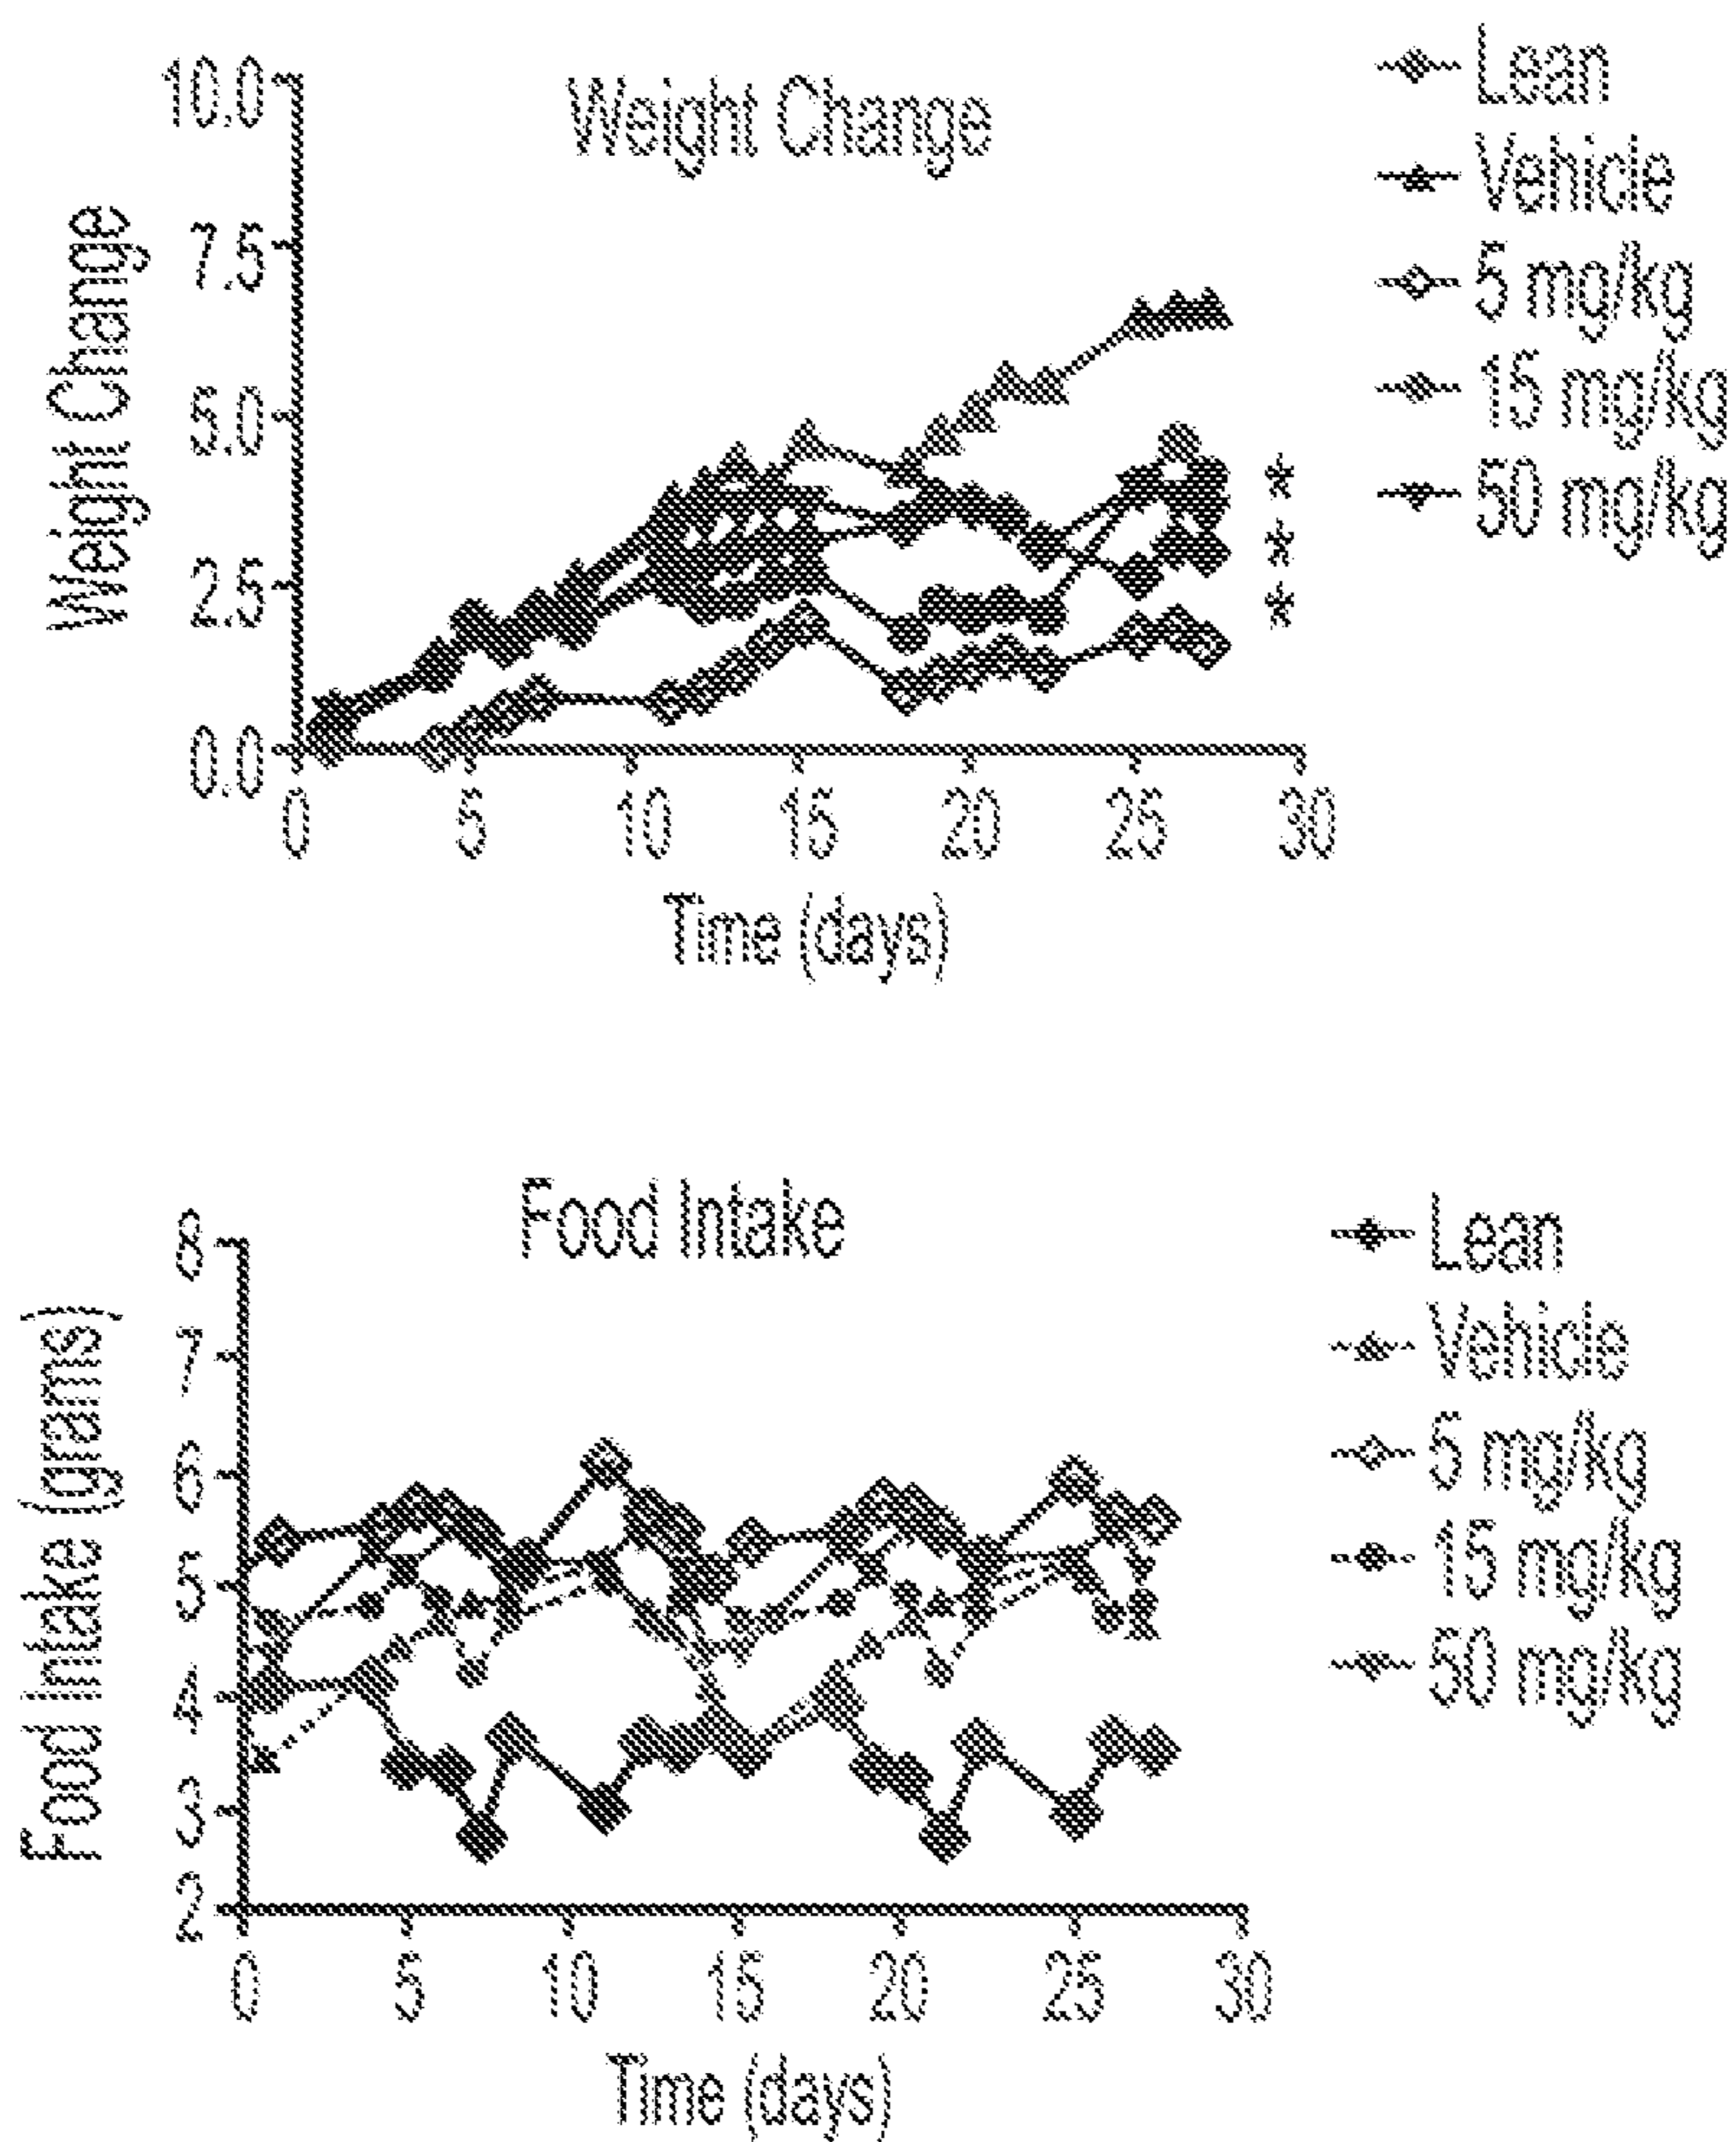 Weight Change
Weight Change
10.0
7.5
5.0
2.5
0.0
0 5 10 15 20 25 30
Time (days)
Lean
Vehicle
5 mg/kg
15 mg/kg
50 mg/kg
*
*
*
Food Intake
Food Intake (grams)
8
7
6
5
4
3
2
0 5 10 15 20 25 30
Time (days)
Lean
Vehicle
5 mg/kg
15 mg/kg
50 mg/kg